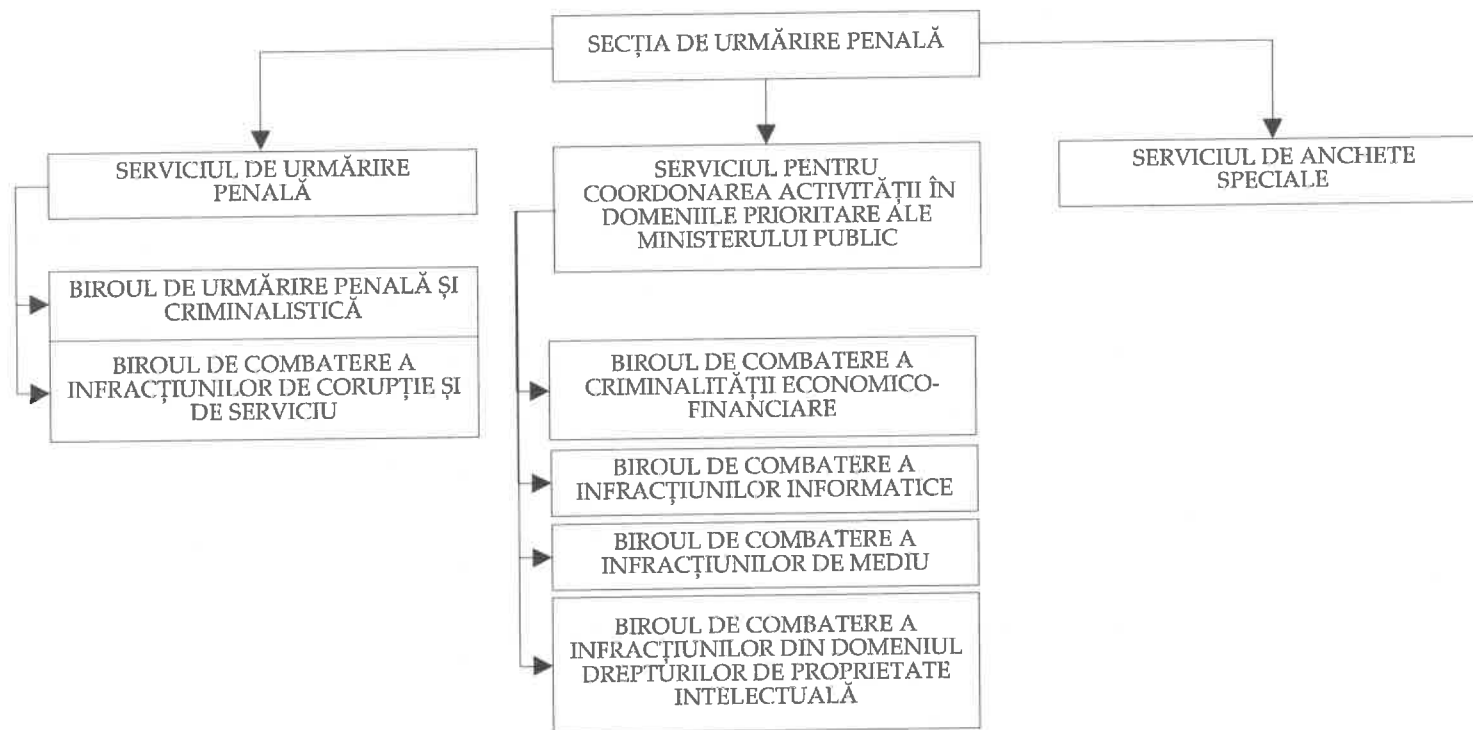 SECȚIA DE URMĂRIRE PENALĂ
SERVICIUL DE URMĂRIRE
PENALĂ
BIROUL DE URMĂRIRE PENALĂ ȘI
CRIMINALISTICĂ
BIROUL DE COMBATERE A
INFRACȚIUNILOR DE CORUPȚIE ȘI
DE SERVICIU
SERVICIUL PENTRU
COORDONAREA ACTIVITĂȚII ÎN
DOMENIILE PRIORITARE ALE
MINISTERULUI PUBLIC
BIROUL DE COMBATERE A
CRIMINALITĂȚII ECONOMICO-
FINANCIARE
BIROUL DE COMBATERE A
INFRACȚIUNILOR INFORMATICE
BIROUL DE COMBATERE A
INFRACȚIUNILOR DE MEDIU
BIROUL DE COMBATERE A
INFRACȚIUNILOR DIN DOMENIUL
DREPTURILOR DE PROPRIETATE
INTELECTUALĂ
SERVICIUL DE ANCHETE
SPECIALE